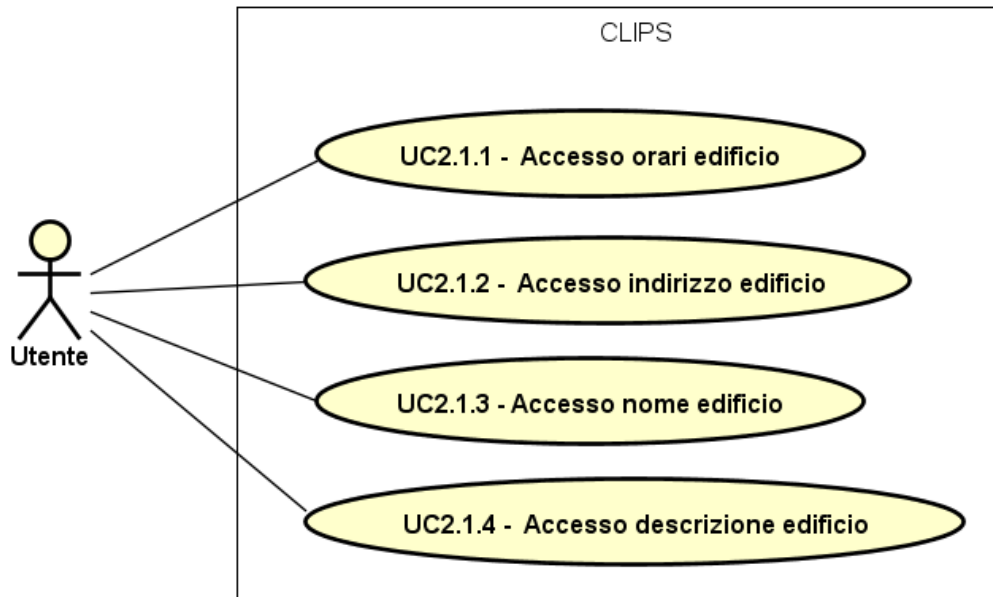 CLIPS
UC2.1.1 - Accesso orari edificio
UC2.1.2 - Accesso indirizzo edificio
Utente
UC2.1.3 - Accesso nome edificio
UC2.1.4 - Accesso descrizione edificio